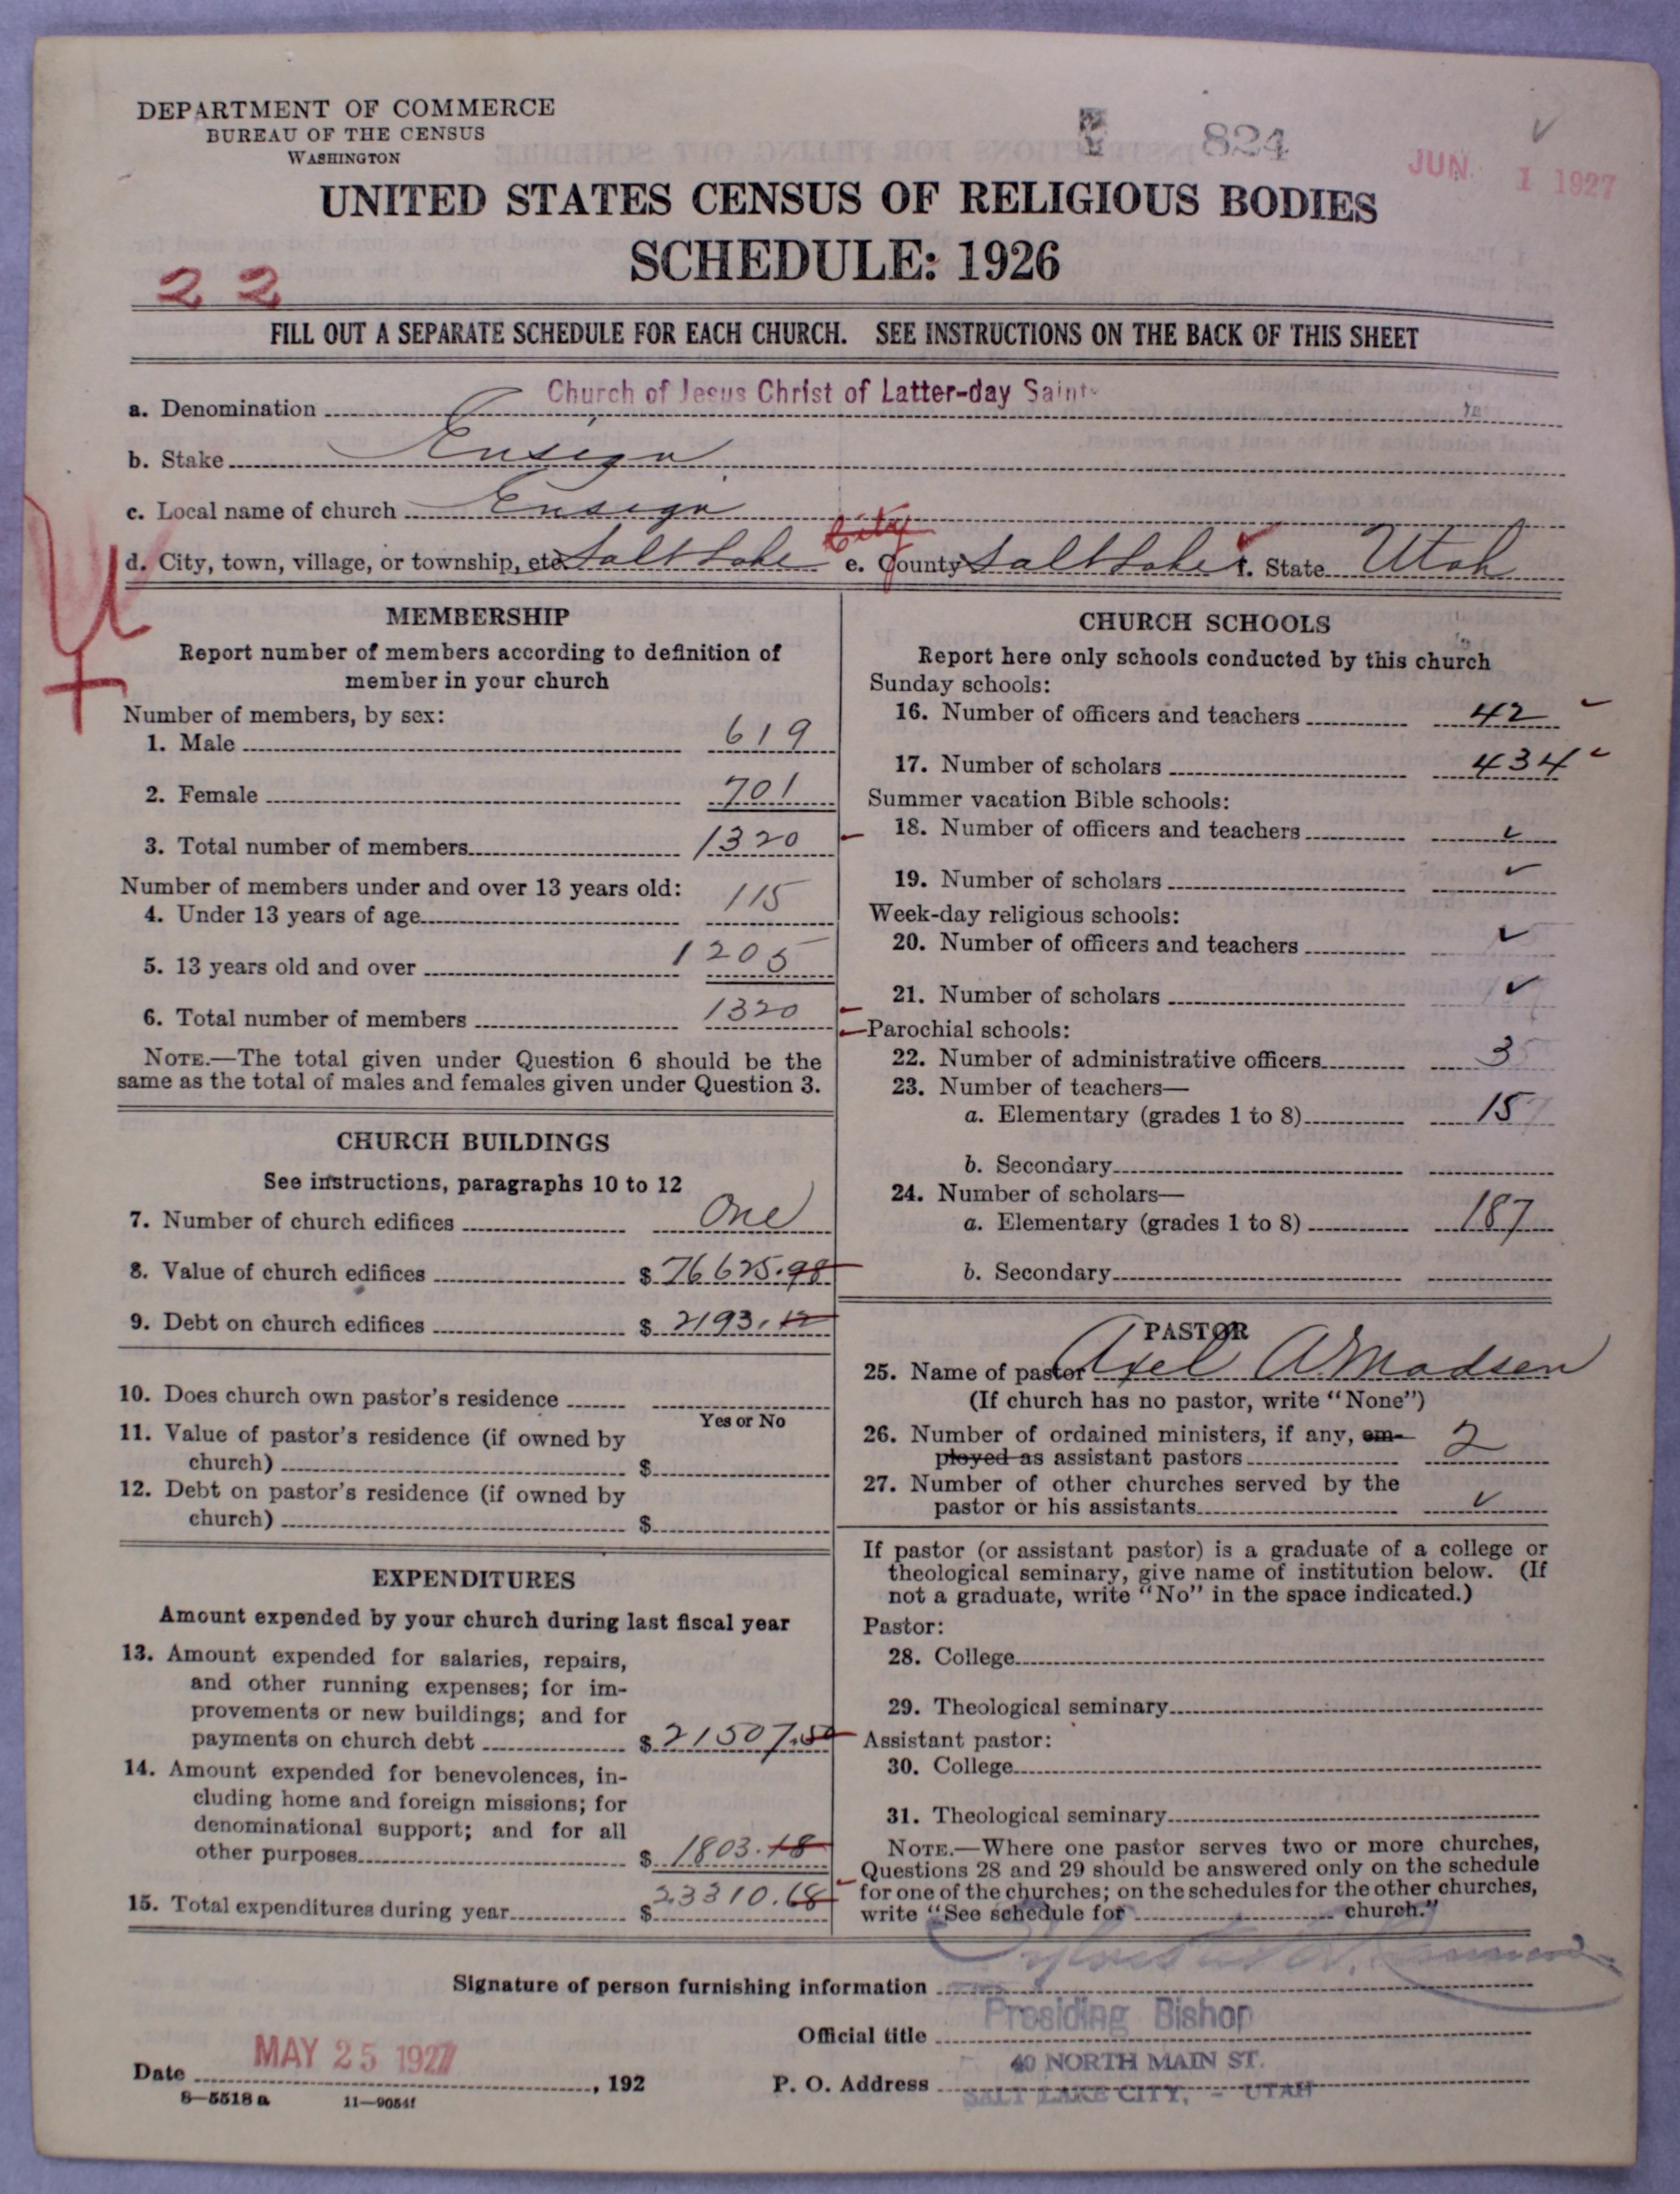 DEPARTMENT OF COMMERCE
BUREAU OF THE CENSUS
WASHINGTON
824
JUN. 1 1927
UNITED STATES CENSUS OF RELIGIOUS BODIES
SCHEDULE: 1926
22
FILL OUT A SEPARATE SCHEDULE FOR EACH CHURCH. SEE INSTRUCTIONS ON THE BACK OF THIS SHEET
a. Denomination Church of Jesus Christ of Latter-day Saints
b. Stake Ensign
c. Local name of church Ensign
d. City, town, village, or township, etc. Salt Lake City e. County Salt Lake f. State Utah
MEMBERSHIP
Report number of members according to definition of
member in your church
Number of members, by sex:
1. Male 619
2. Female 701
3. Total number of members 1320
Number of members under and over 13 years old:
4. Under 13 years of age 115
5. 13 years old and over 1205
6. Total number of members 1320
NOTE.—The total given under Question 6 should be the
same as the total of males and females given under Question 3.
CHURCH BUILDINGS
See instructions, paragraphs 10 to 12
7. Number of church edifices One
8. Value of church edifices $ 76625.98
9. Debt on church edifices $ 2193.12
10. Does church own pastor's residence
Yes or No
11. Value of pastor's residence (if owned by
church) $
12. Debt on pastor's residence (if owned by
church) $
EXPENDITURES
Amount expended by your church during last fiscal year
13. Amount expended for salaries, repairs,
and other running expenses; for im-
provements or new buildings; and for
payments on church debt $ 21507.50
14. Amount expended for benevolences, in-
cluding home and foreign missions; for
denominational support; and for all
other purposes $ 1803.18
15. Total expenditures during year $ 23310.68
CHURCH SCHOOLS
Report here only schools conducted by this church
Sunday schools:
16. Number of officers and teachers 42
17. Number of scholars 434
Summer vacation Bible schools:
18. Number of officers and teachers
19. Number of scholars
Week-day religious schools:
20. Number of officers and teachers
21. Number of scholars
Parochial schools:
22. Number of administrative officers 3
23. Number of teachers—
a. Elementary (grades 1 to 8) 15
b. Secondary
24. Number of scholars—
a. Elementary (grades 1 to 8) 187
b. Secondary
PASTOR
25. Name of pastor Axel A. Madsen
(If church has no pastor, write "None")
26. Number of ordained ministers, if any, em-
ployed as assistant pastors 2
27. Number of other churches served by the
pastor or his assistants
If pastor (or assistant pastor) is a graduate of a college or
theological seminary, give name of institution below. (If
not a graduate, write "No" in the space indicated.)
Pastor:
28. College
29. Theological seminary
Assistant pastor:
30. College
31. Theological seminary
NOTE.—Where one pastor serves two or more churches,
Questions 28 and 29 should be answered only on the schedule
for one of the churches; on the schedules for the other churches,
write "See schedule for church."
Signature of person furnishing information
Official title Presiding Bishop
Date MAY 25 1927, 192
P. O. Address 40 NORTH MAIN ST.
SALT LAKE CITY, - UTAH
8—5518 a 11—9054f